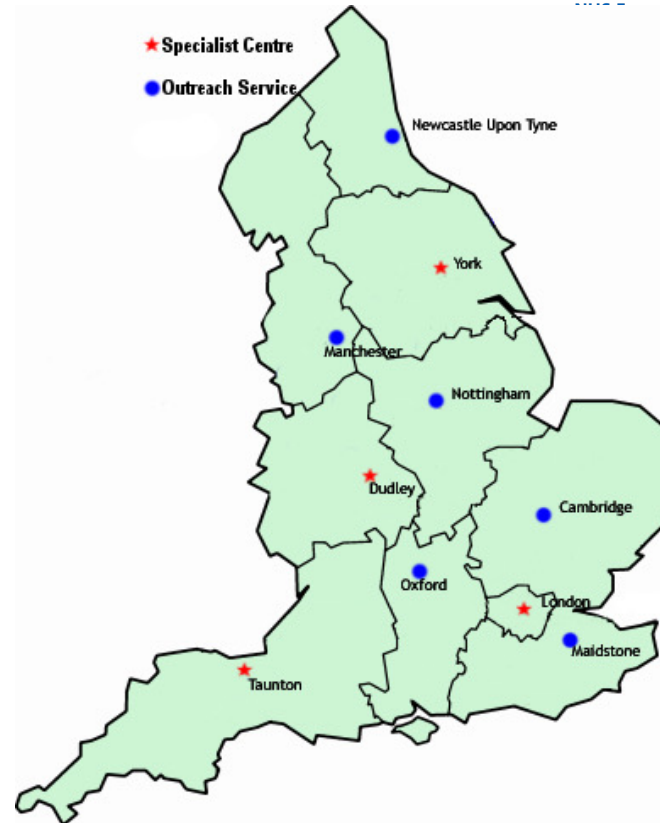 Specialist Centre
Outreach Service
Newcastle Upon Tyne
York
Manchester
Nottingham
Dudley
Cambridge
Oxford
London
Maidstone
Taunton